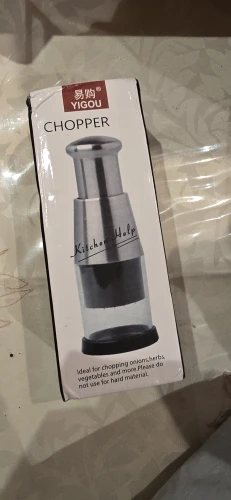 易购®
YIGOU
CHOPPER
Kitchen Help
Ideal for chopping onions,herbs,
vegetables and more.Please do
not use for hard material.